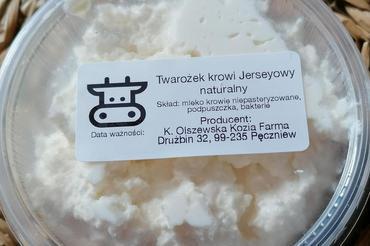 Twarożek krowi Jerseyowy
naturalny
Skład: mleko krowie niepasteryzowane,
podpuszczka, bakterie
Producent:
Data ważności:
K. Olszewska Kozia Farma
Drużbin 32, 99-235 Pęczniew